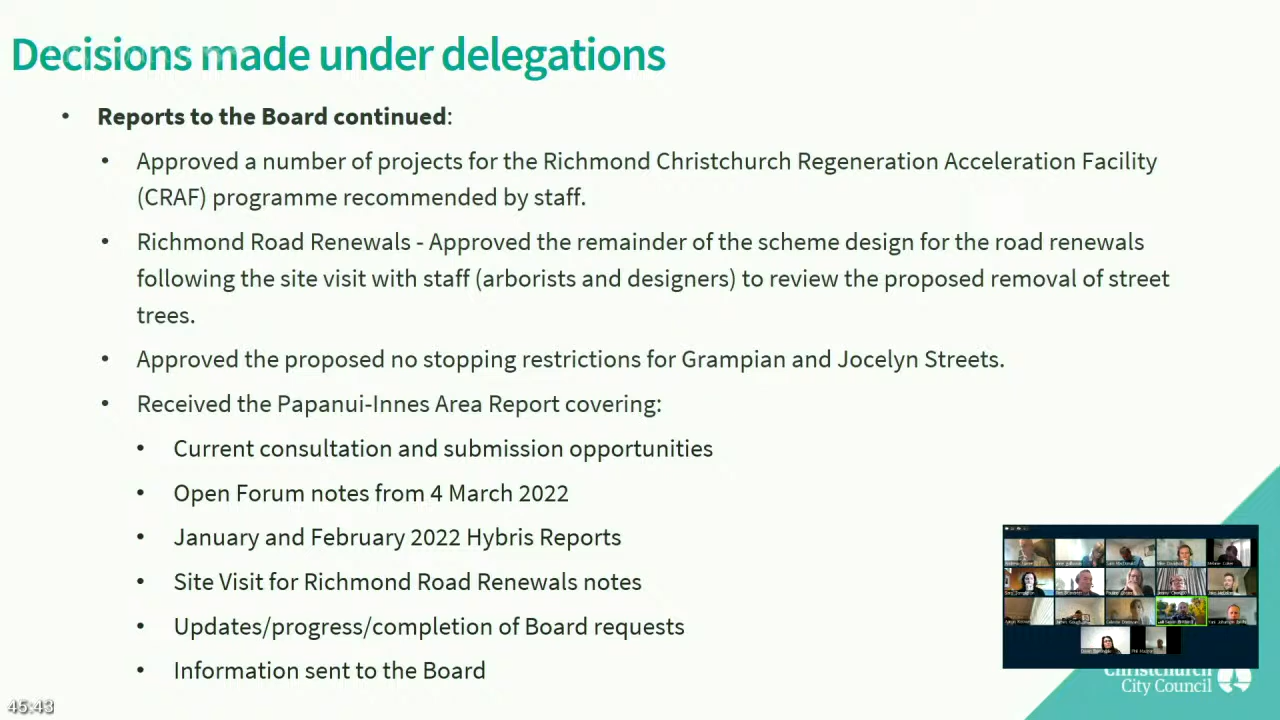 Decisions made under delegations
• Reports to the Board continued:
• Approved a number of projects for the Richmond Christchurch Regeneration Acceleration Facility
(CRAF) programme recommended by staff.
• Richmond Road Renewals - Approved the remainder of the scheme design for the road renewals
following the site visit with staff (arborists and designers) to review the proposed removal of street
trees.
• Approved the proposed no stopping restrictions for Grampian and Jocelyn Streets.
• Received the Papanui-Innes Area Report covering:
• Current consultation and submission opportunities
• Open Forum notes from 4 March 2022
• January and February 2022 Hybris Reports
• Site Visit for Richmond Road Renewals notes
• Updates/progress/completion of Board requests
• Information sent to the Board
Christchurch
City Council
45:43